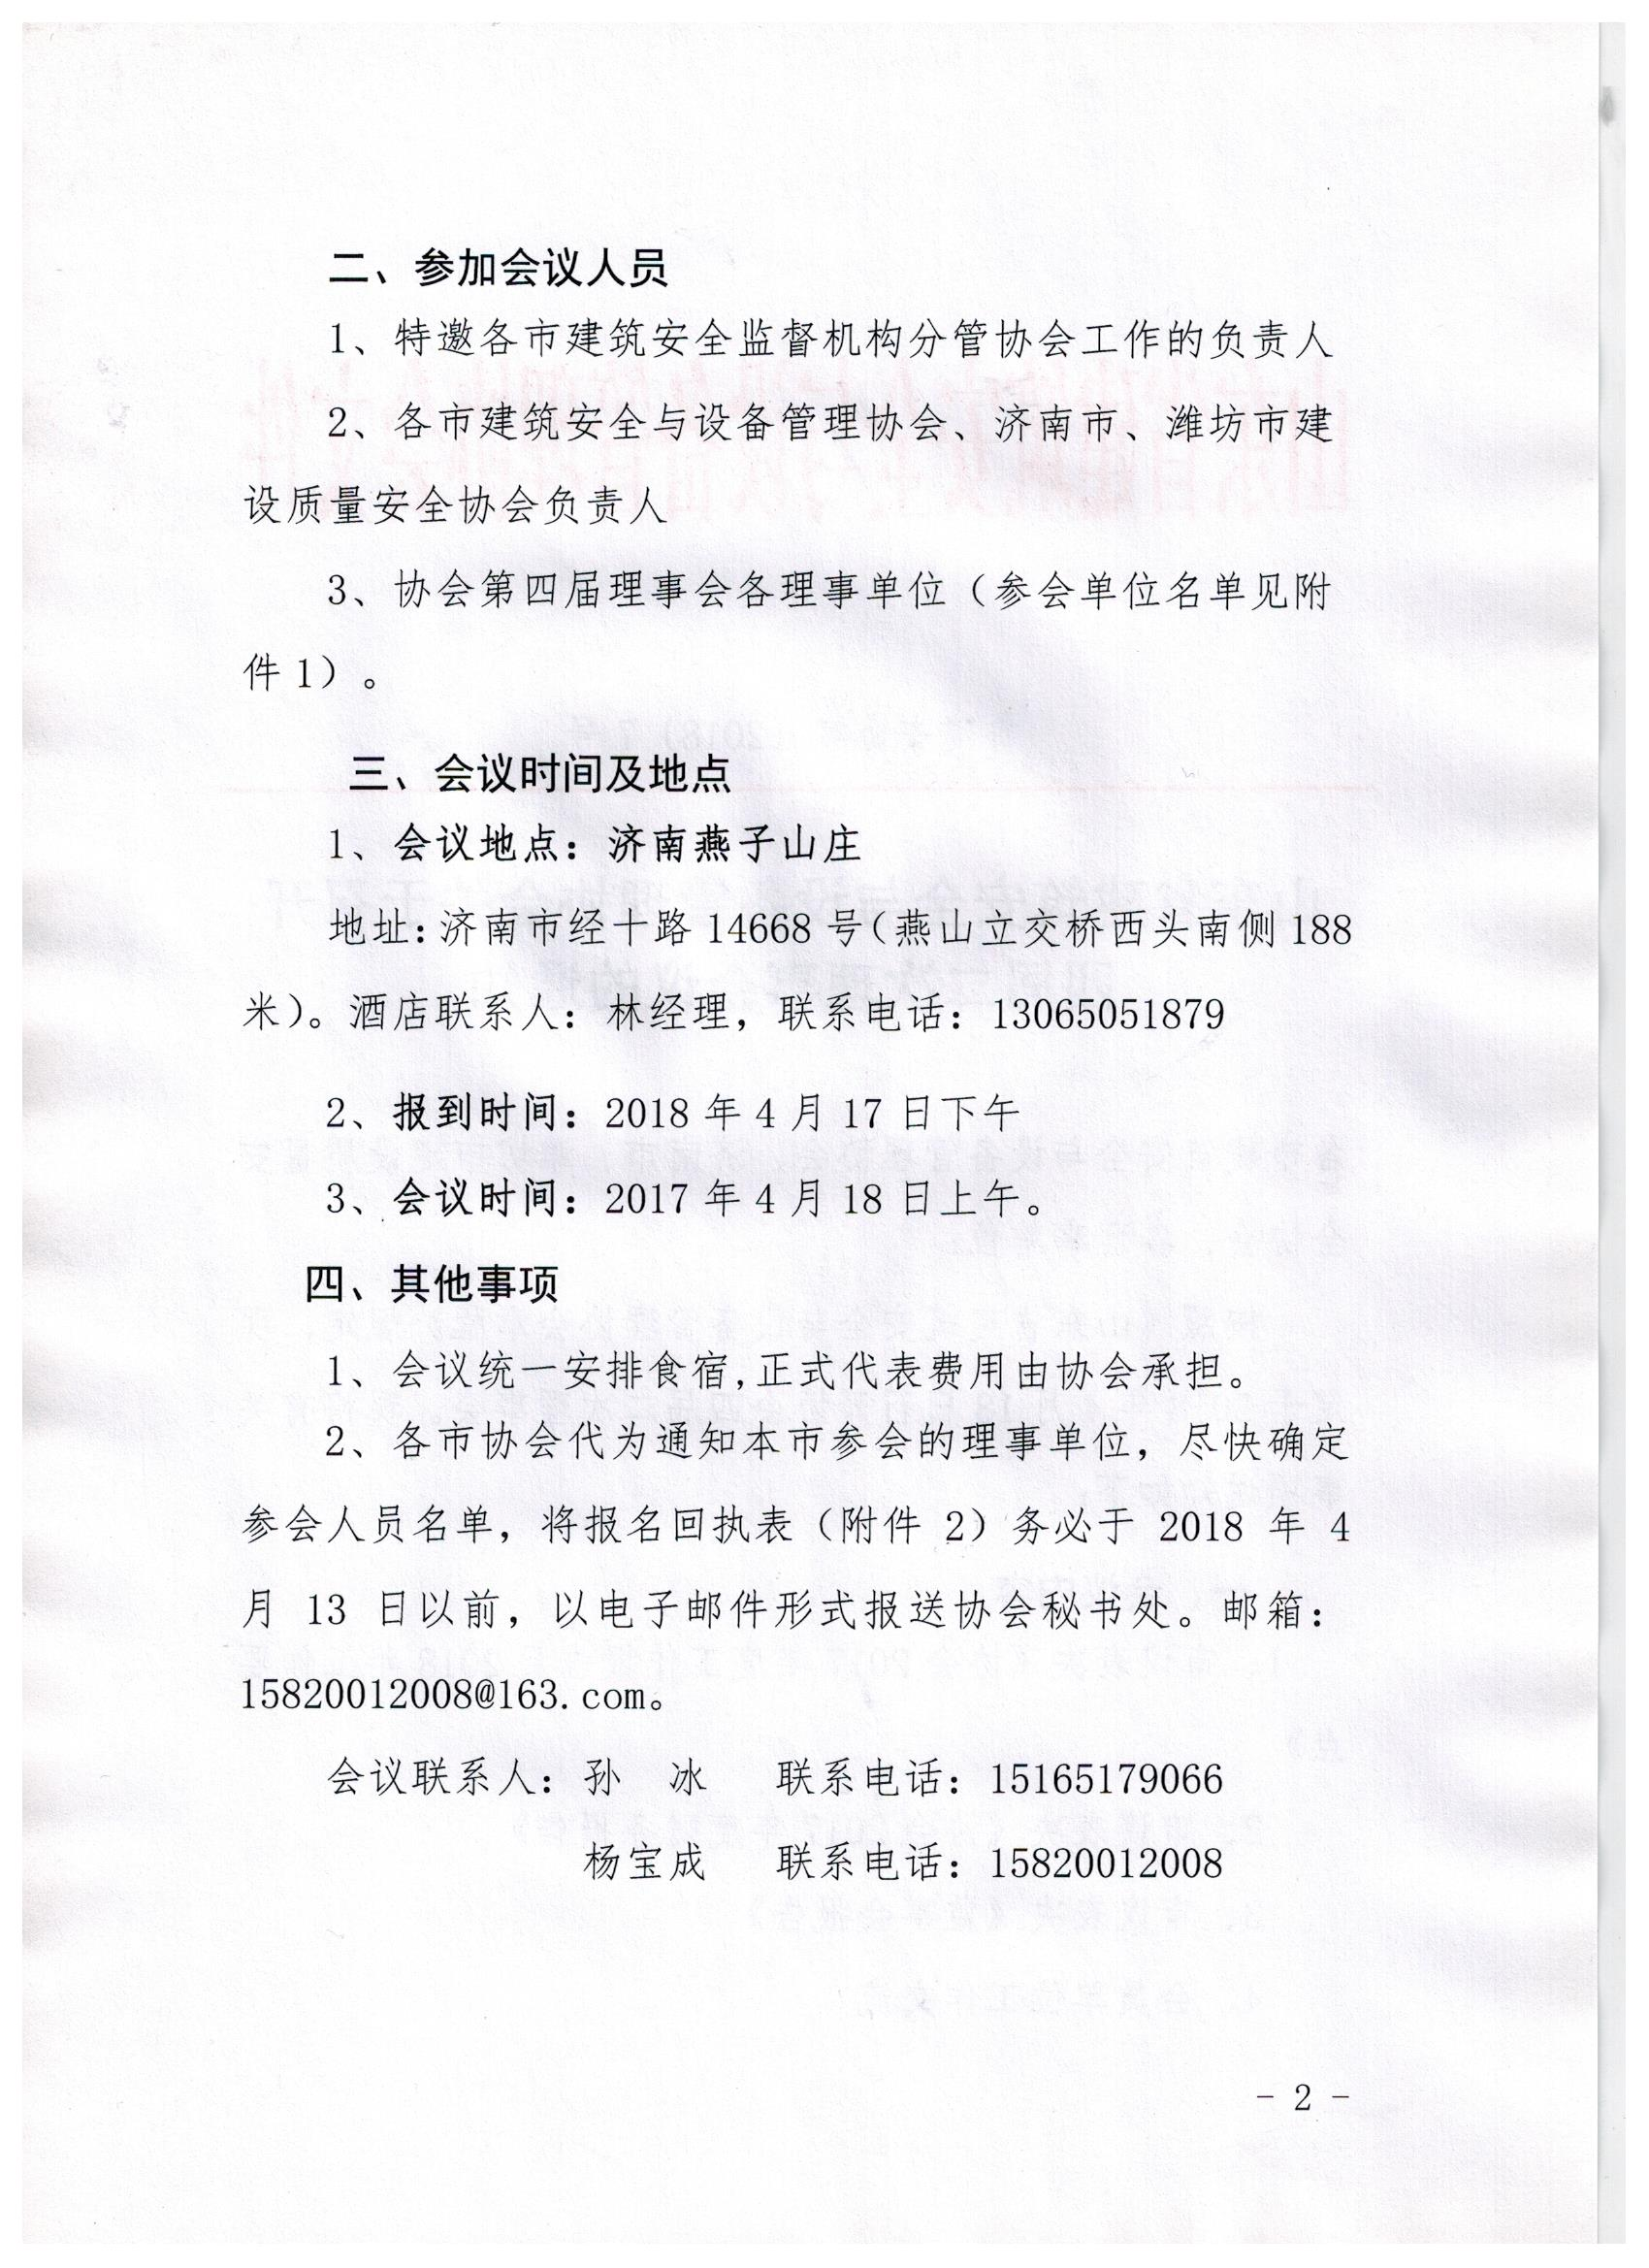 二、参加会议人员
1、特邀各市建筑安全监督机构分管协会工作的负责人
2、各市建筑安全与设备管理协会、济南市、潍坊市建
设质量安全协会负责人
3、协会第四届理事会各理事单位（参会单位名单见附
件1）。
三、会议时间及地点
1、会议地点：济南燕子山庄
地址：济南市经十路14668号（燕山立交桥西头南侧188
米）。酒店联系人：林经理，联系电话：13065051879
2、报到时间：2018年4月17日下午
3、会议时间：2017年4月18日上午。
四、其他事项
1、会议统一安排食宿,正式代表费用由协会承担。
2、各市协会代为通知本市参会的理事单位，尽快确定
参会人员名单，将报名回执表（附件 2）务必于 2018 年 4
月 13 日以前，以电子邮件形式报送协会秘书处。邮箱：
15820012008@163.com。
会议联系人：孙　冰　联系电话：15165179066
杨宝成　联系电话：15820012008
- 2 -